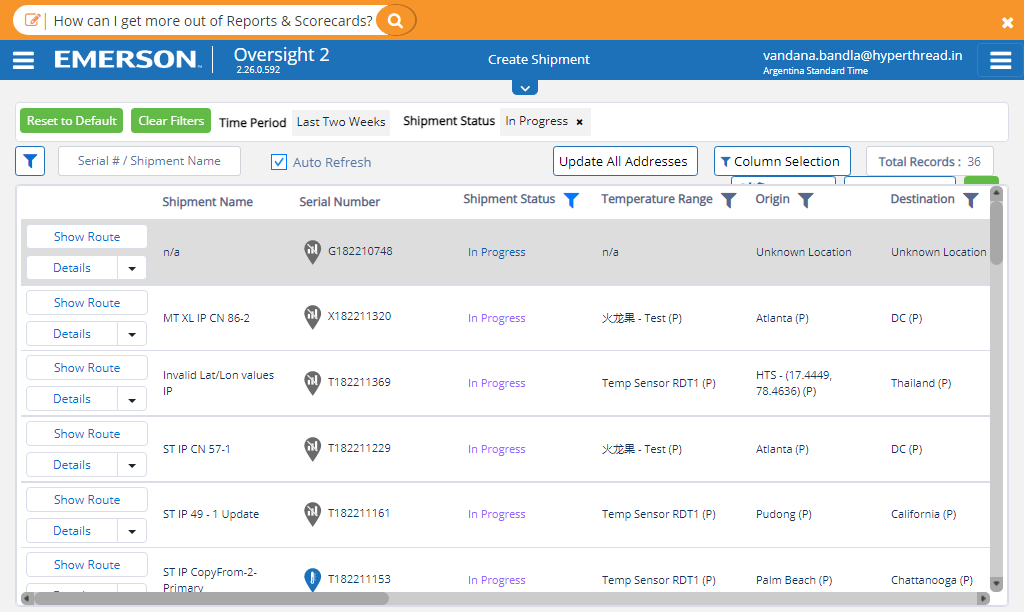 How can I get more out of Reports & Scorecards?
EMERSON. Oversight 2
2.26.0.592
Create Shipment
vandana.bandla@hyperthread.in
Argentina Standard Time
Reset to Default Clear Filters Time Period Last Two Weeks Shipment Status In Progress ×
Serial # / Shipment Name Auto Refresh Update All Addresses Column Selection Total Records : 36
Shipment Name Serial Number Shipment Status Temperature Range Origin Destination
Show Route
Details
n/a G182210748 In Progress n/a Unknown Location Unknown Location
Show Route
Details
MT XL IP CN 86-2 X182211320 In Progress 火龙果 - Test (P) Atlanta (P) DC (P)
Show Route
Details
Invalid Lat/Lon values
IP
T182211369 In Progress Temp Sensor RDT1 (P)
HTS - (17.4449,
78.4636) (P)
Thailand (P)
Show Route
Details
ST IP CN 57-1 T182211229 In Progress 火龙果 - Test (P) Atlanta (P) DC (P)
Show Route
Details
ST IP 49 - 1 Update T182211161 In Progress Temp Sensor RDT1 (P) Pudong (P) California (P)
Show Route
ST IP CopyFrom-2-
Primary
T182211153 In Progress Temp Sensor RDT1 (P) Palm Beach (P) Chattanooga (P)